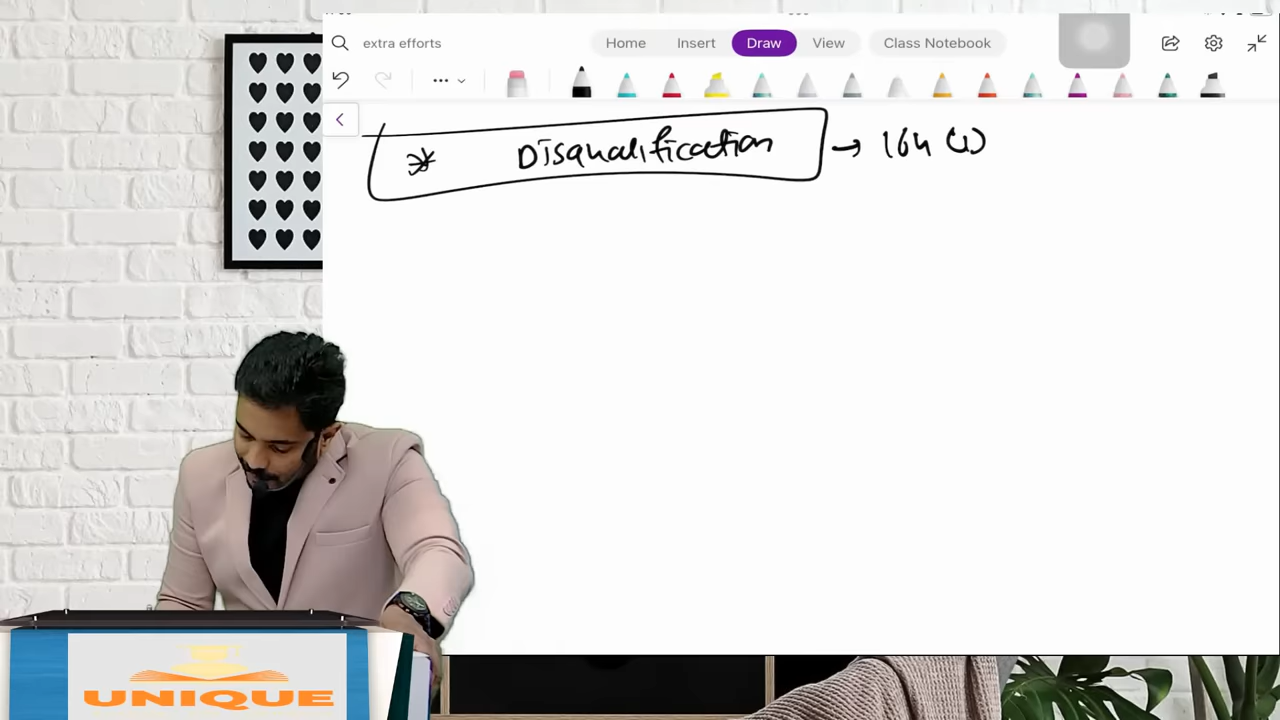 extra efforts
Home Insert Draw View Class Notebook
* Disqualification → 164 (1)
UNIQUE